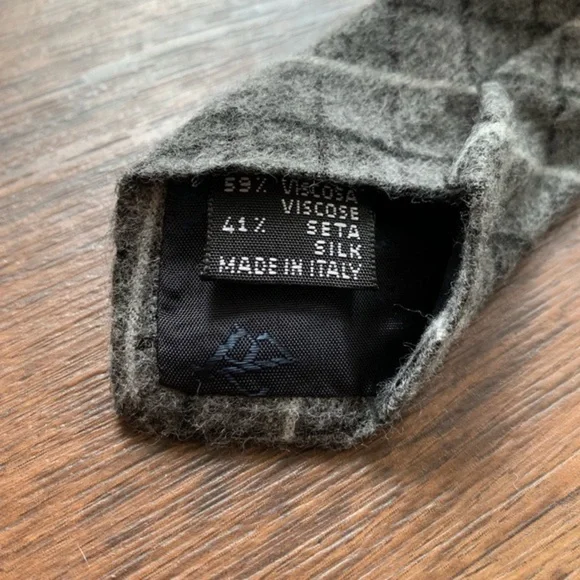 59% VISCOSA
VISCOSE
41% SETA
SILK
MADE IN ITALY